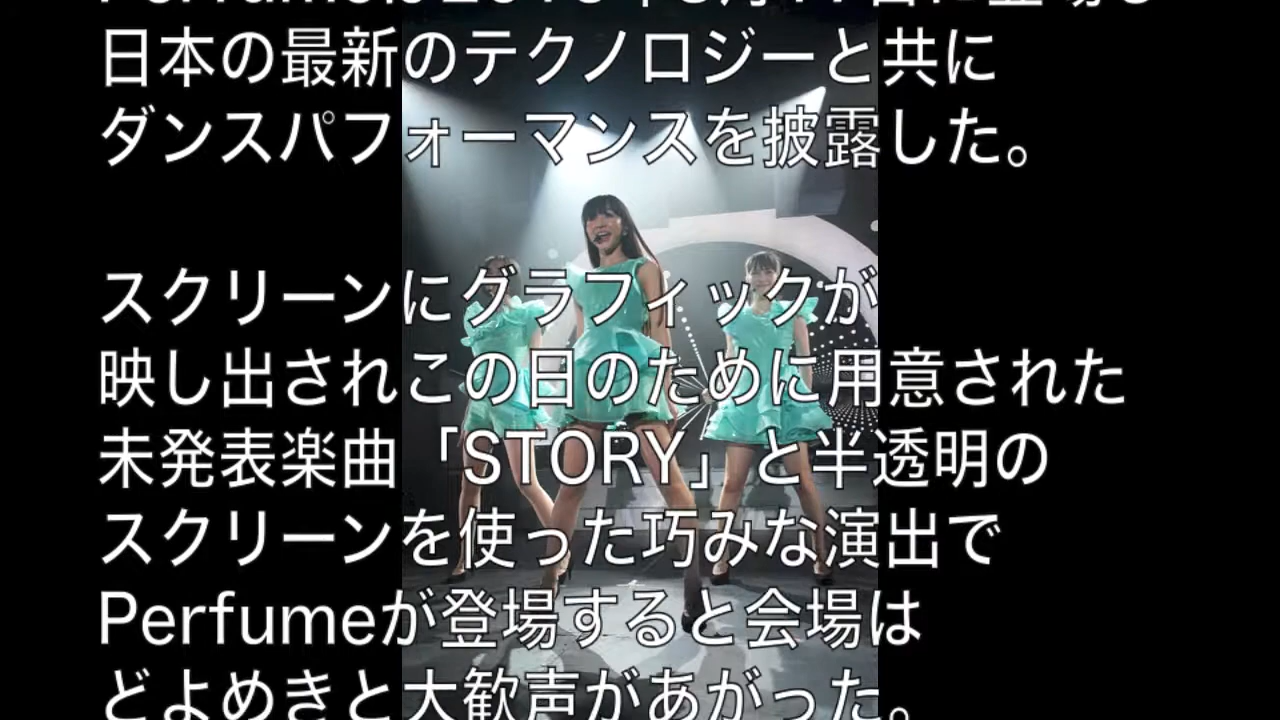 日本の最新のテクノロジーと共に
ダンスパフォーマンスを披露した。
スクリーンにグラフィックが
映し出されこの日のために用意された
未発表楽曲「STORY」と半透明の
スクリーンを使った巧みな演出で
Perfumeが登場すると会場は
どよめきと大歓声があがった。